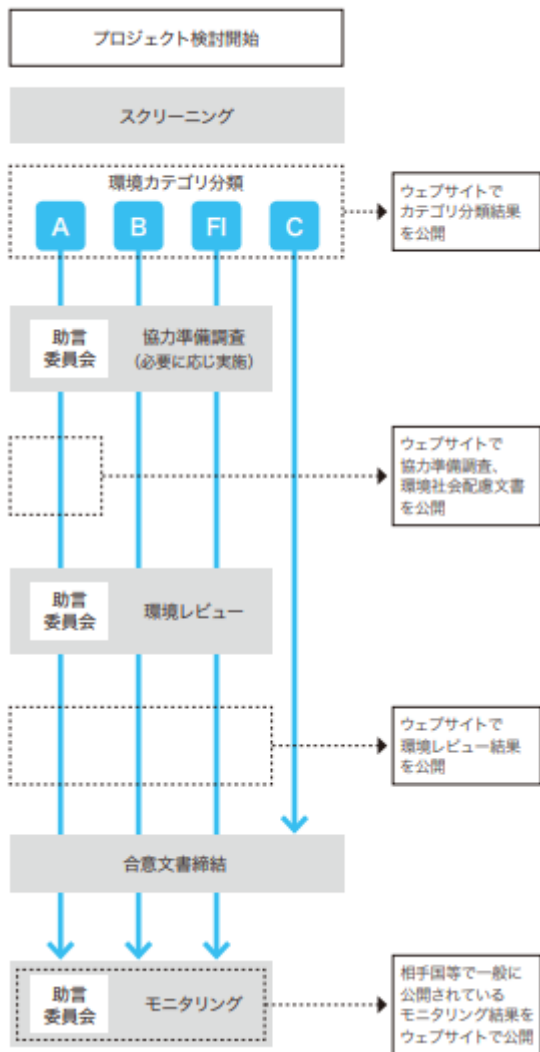 プロジェクト検討開始
スクリーニング
環境カテゴリ分類
A
B
FI
C
ウェブサイトで
カテゴリ分類結果
を公開
助言
委員会
協力準備調査
(必要に応じ実施)
ウェブサイトで
協力準備調査、
環境社会配慮文書
を公開
助言
委員会
環境レビュー
ウェブサイトで
環境レビュー結果
を公開
合意文書締結
助言
委員会
モニタリング
相手国等で一般に
公開されている
モニタリング結果を
ウェブサイトで公開